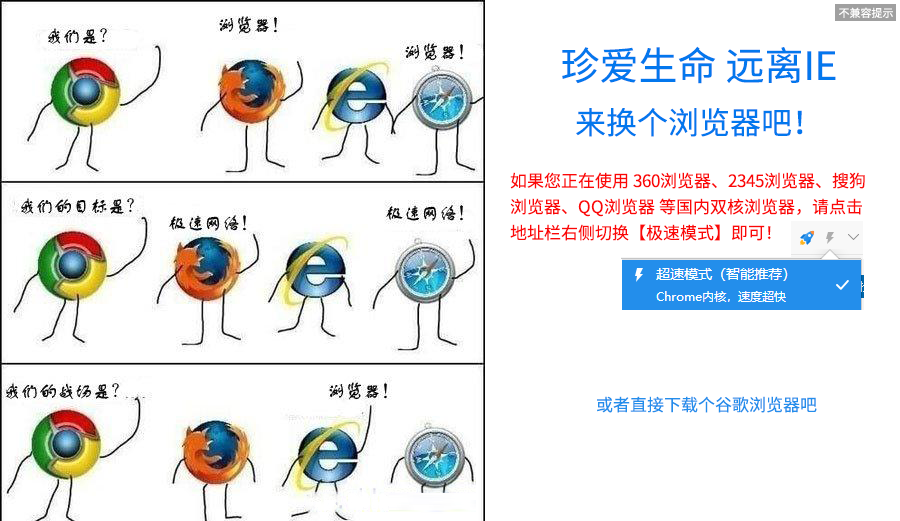 我们是?
浏览器!
浏览器!
我们的目标是?
极速网络!
极速网络!
我们的战场是?
浏览器!
不兼容提示
珍爱生命 远离IE
来换个浏览器吧!
如果您正在使用 360浏览器、2345浏览器、搜狗
浏览器、QQ浏览器 等国内双核浏览器，请点击
地址栏右侧切换【极速模式】即可!
超速模式（智能推荐）
Chrome内核，速度超快
或者直接下载个谷歌浏览器吧